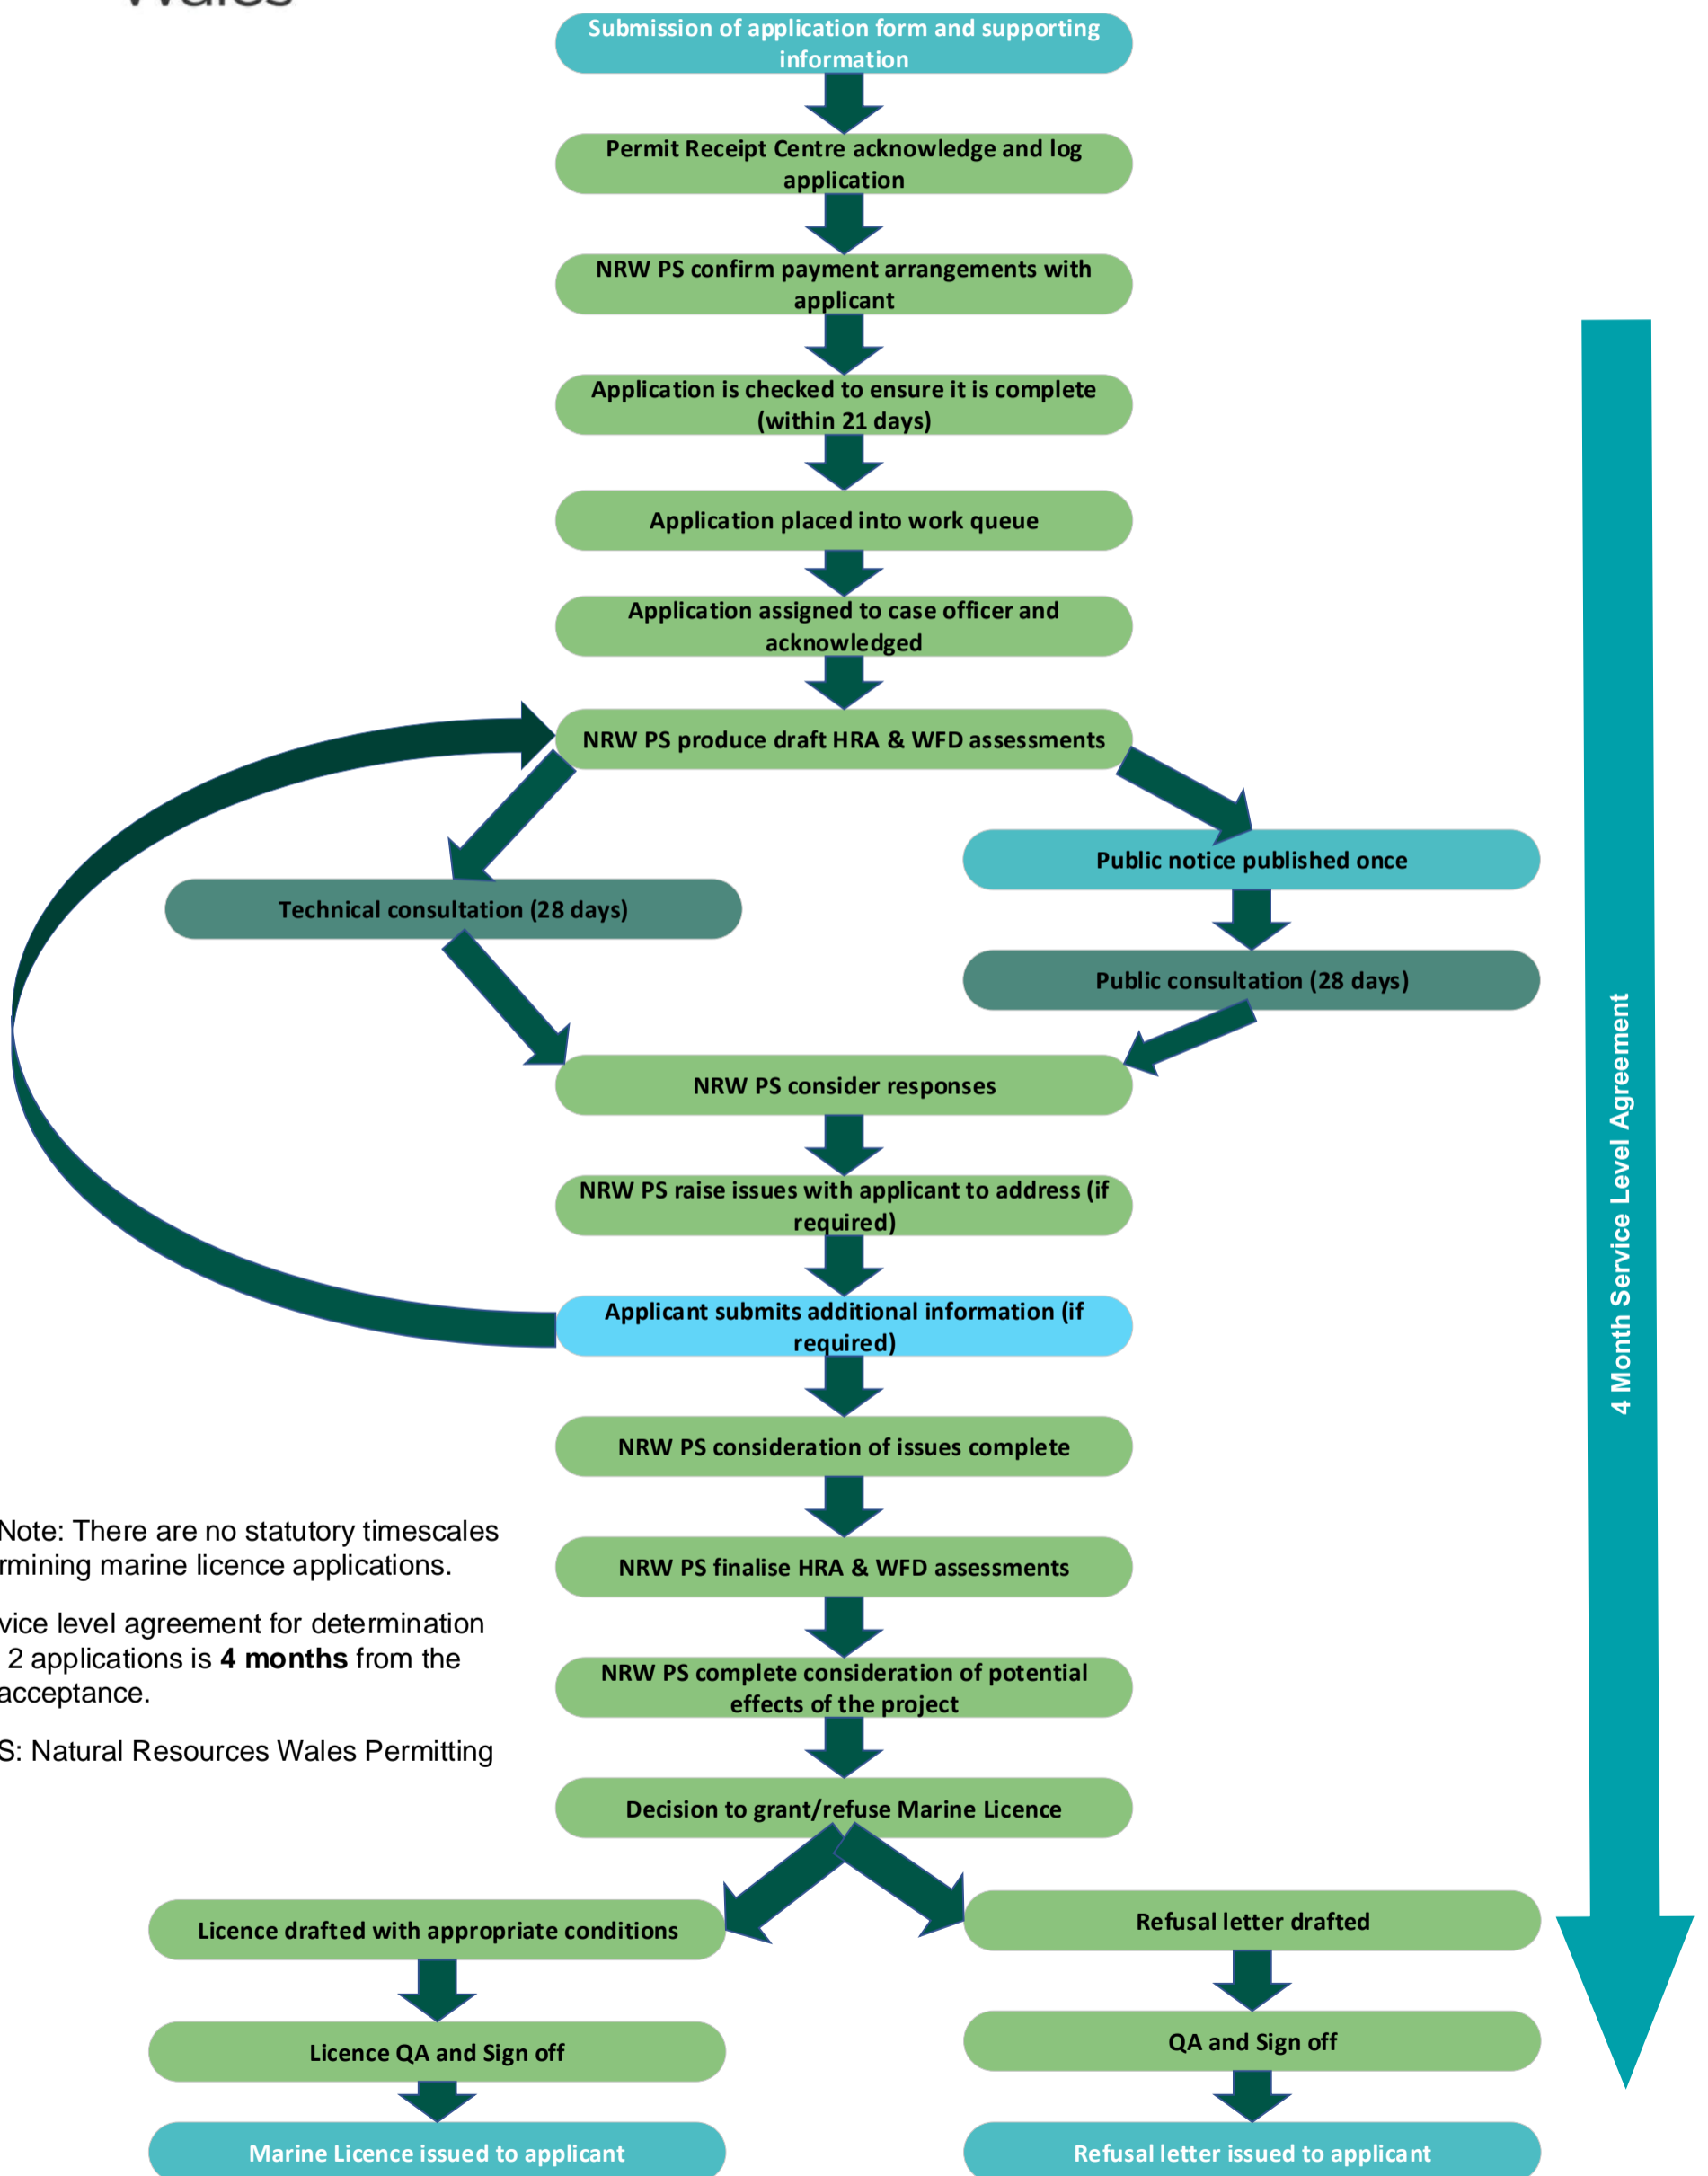 Wales
Submission of application form and supporting
information
Permit Receipt Centre acknowledge and log
application
NRW PS confirm payment arrangements with
applicant
Application is checked to ensure it is complete
(within 21 days)
Application placed into work queue
Application assigned to case officer and
acknowledged
NRW PS produce draft HRA & WFD assessments
Public notice published once
Technical consultation (28 days)
Public consultation (28 days)
NRW PS consider responses
NRW PS raise issues with applicant to address (if
required)
Applicant submits additional information (if
required)
NRW PS consideration of issues complete
NRW PS finalise HRA & WFD assessments
NRW PS complete consideration of potential
effects of the project
Decision to grant/refuse Marine Licence
Licence drafted with appropriate conditions
Licence QA and Sign off
Marine Licence issued to applicant
Refusal letter drafted
QA and Sign off
Refusal letter issued to applicant
4 Month Service Level Agreement
Note: There are no statutory timescales
rmining marine licence applications.
vice level agreement for determination
2 applications is 4 months from the
acceptance.
S: Natural Resources Wales Permitting